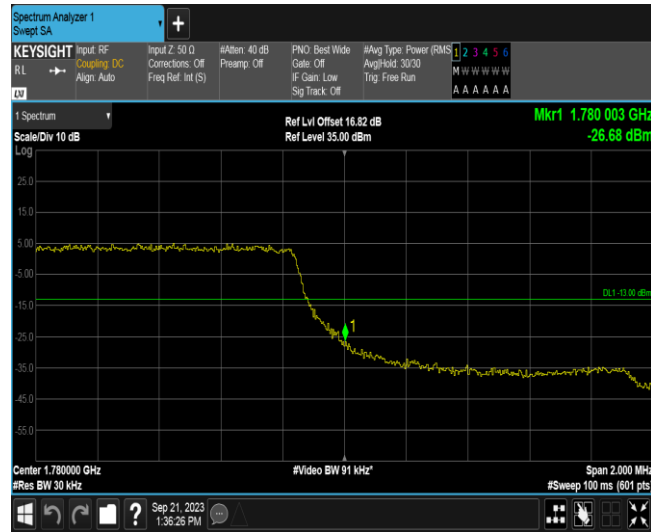 Spectrum Analyzer 1
Swept SA
KEYSIGHT
RL
LXI
Input: RF
Coupling: DC
Align: Auto
Input Z: 50 Ω
Corrections: Off
Freq Ref: Int (S)
#Atten: 40 dB
Preamp: Off
PNO: Best Wide
Gate: Off
IF Gain: Low
Sig Track: Off
#Avg Type: Power (RMS
Avg|Hold: 30/30
Trig: Free Run
1 2 3 4 5 6
M W W W W W
A A A A A A
1 Spectrum
Scale/Div 10 dB
Log
Ref Lvl Offset 16.82 dB
Ref Level 35.00 dBm
Mkr1 1.780 003 GHz
-26.68 dBm
25.0
15.0
5.00
-5.00
-15.0
-25.0
-35.0
-45.0
-55.0
DL1 -13.00 dBm
1
Center 1.780000 GHz
#Res BW 30 kHz
#Video BW 91 kHz*
Span 2.000 MHz
#Sweep 100 ms (601 pts)
?
Sep 21, 2023
1:36:26 PM